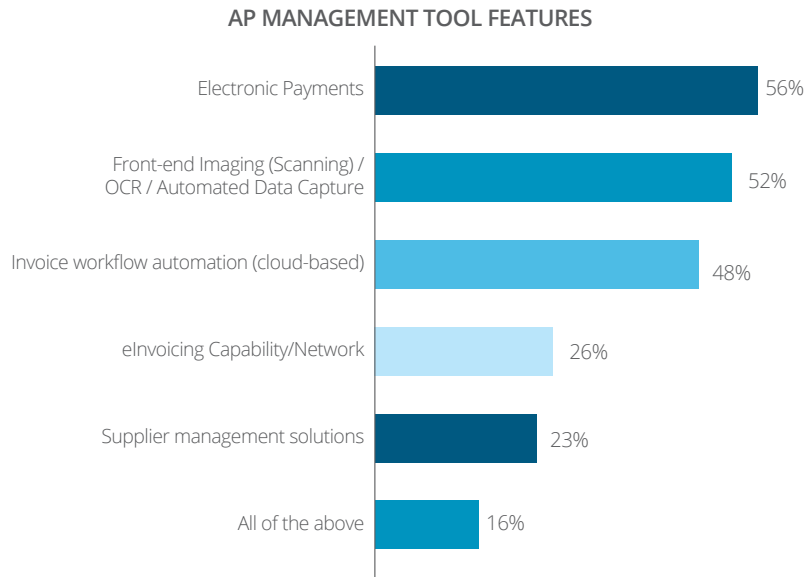 AP MANAGEMENT TOOL FEATURES
Electronic Payments
56%
Front-end Imaging (Scanning) /
OCR / Automated Data Capture
52%
Invoice workflow automation (cloud-based)
48%
eInvoicing Capability/Network
26%
Supplier management solutions
23%
All of the above
16%